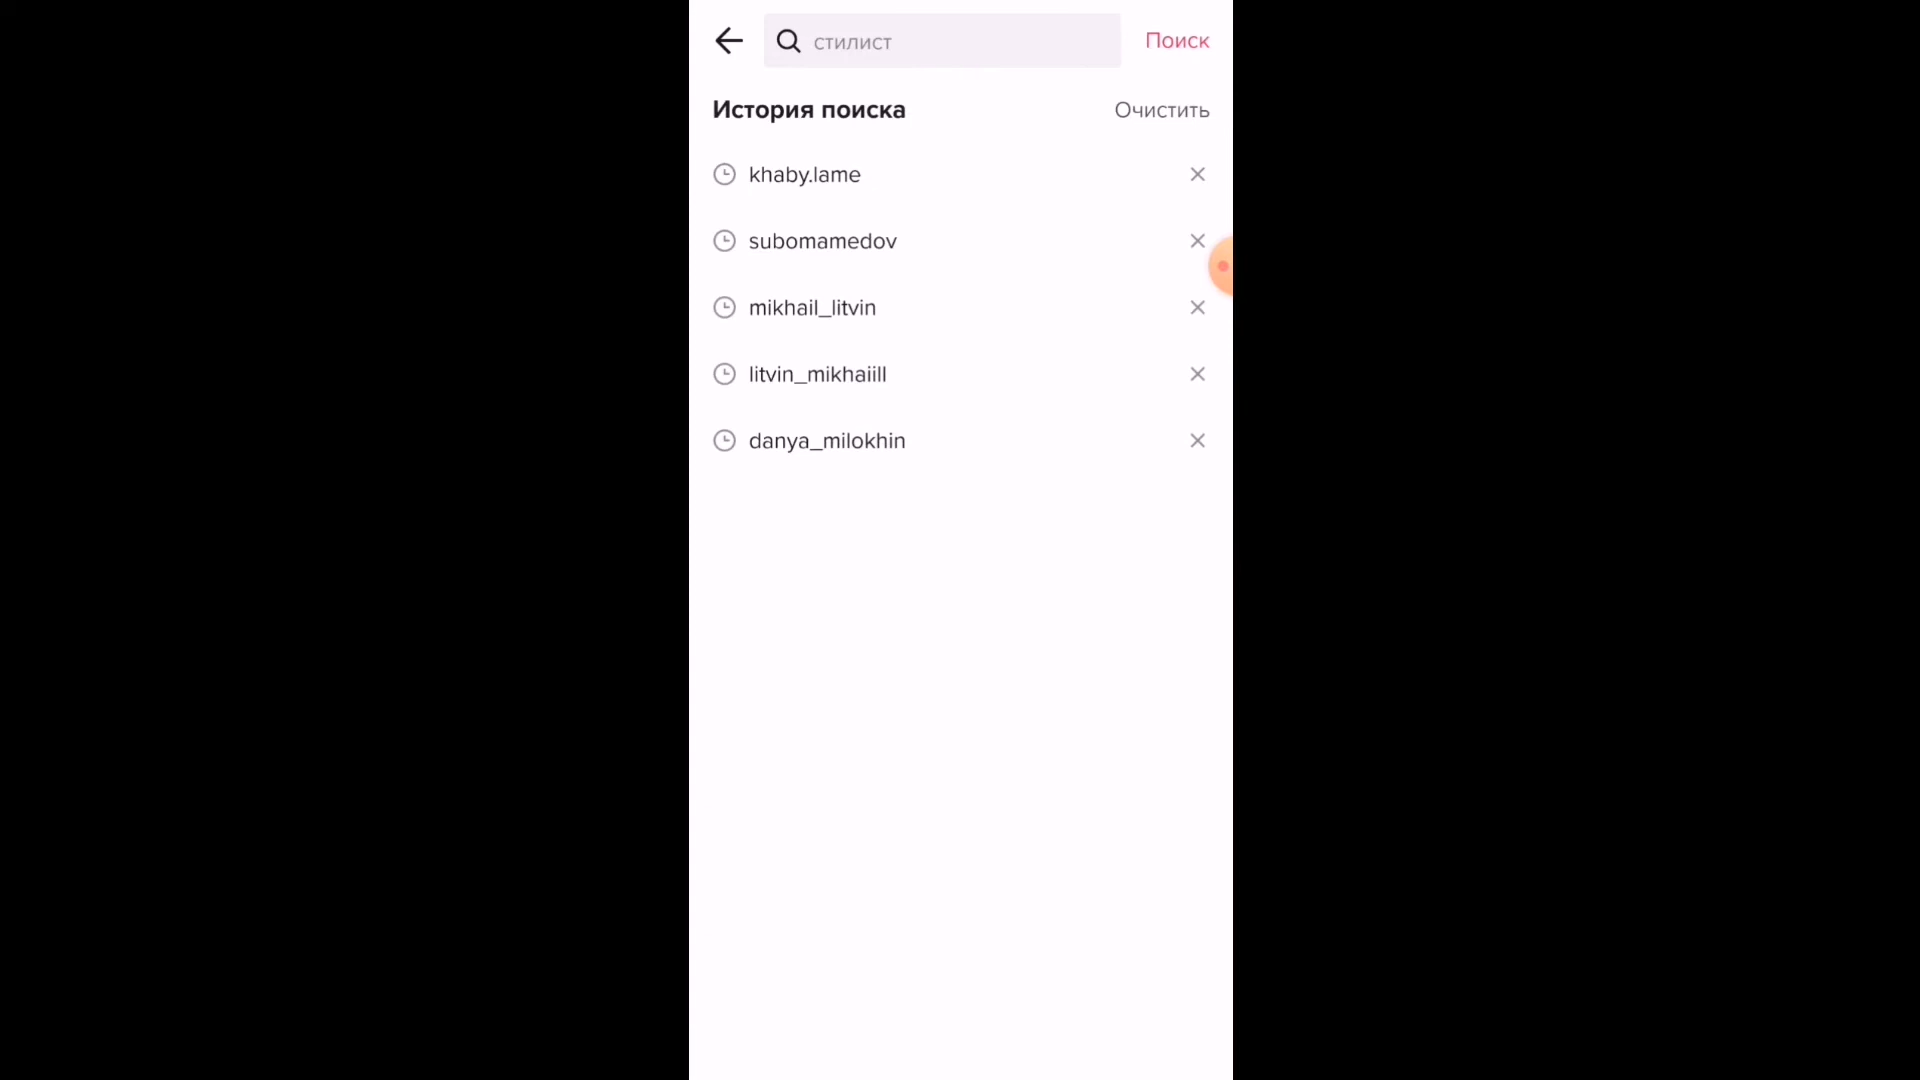 стилист Поиск
История поиска Очистить
khaby.lame
subomamedov
mikhail_litvin
litvin_mikhaiill
danya_milokhin